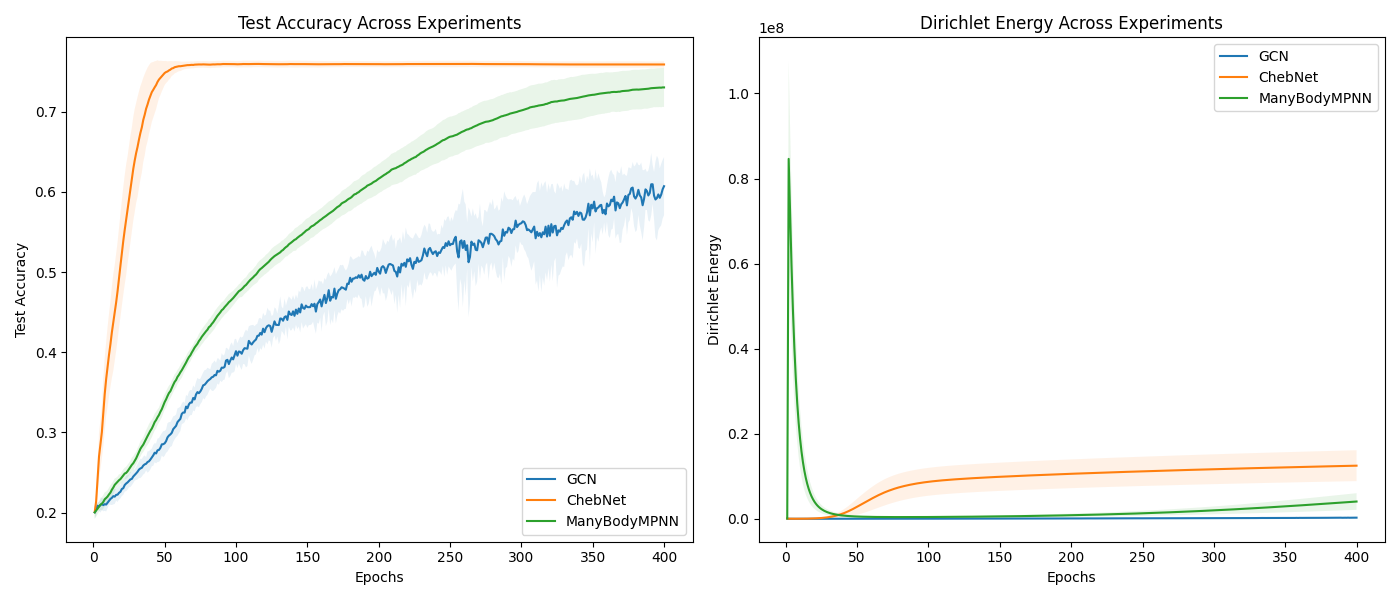 Test Accuracy Across Experiments
Test Accuracy
0.7
0.6
0.5
0.4
0.3
0.2
0 50 100 150 200 250 300 350 400
Epochs
GCN
ChebNet
ManyBodyMPNN
Dirichlet Energy Across Experiments
1e8
Dirichlet Energy
1.0
0.8
0.6
0.4
0.2
0.0
0 50 100 150 200 250 300 350 400
Epochs
GCN
ChebNet
ManyBodyMPNN